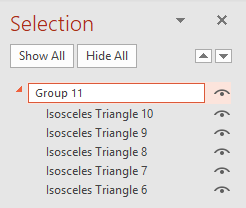 Selection
Show All Hide All
Group 11
Isosceles Triangle 10
Isosceles Triangle 9
Isosceles Triangle 8
Isosceles Triangle 7
Isosceles Triangle 6